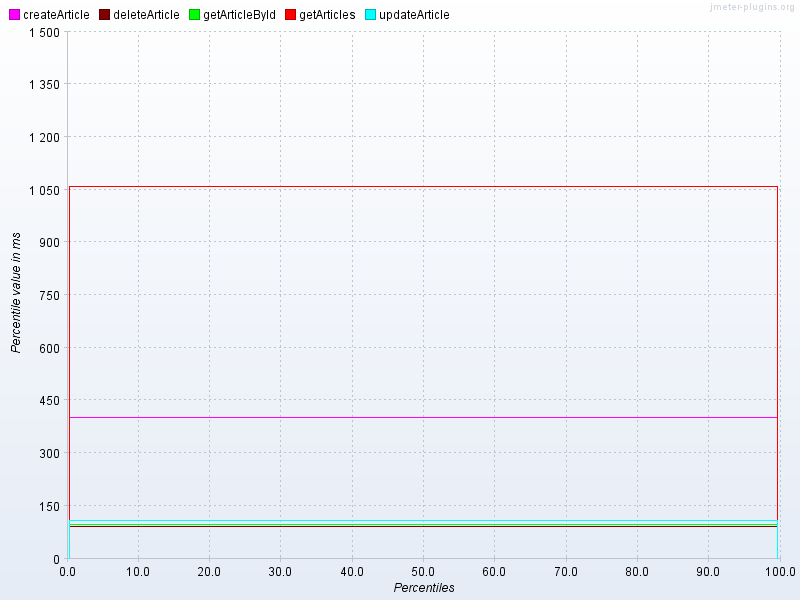 jmeter-plugins.org
createArticle deleteArticle getArticleById getArticles updateArticle
1 500
1 350
1 200
1 050
900
750
600
450
300
150
0
Percentile value in ms
0.0 10.0 20.0 30.0 40.0 50.0 60.0 70.0 80.0 90.0 100.0
Percentiles